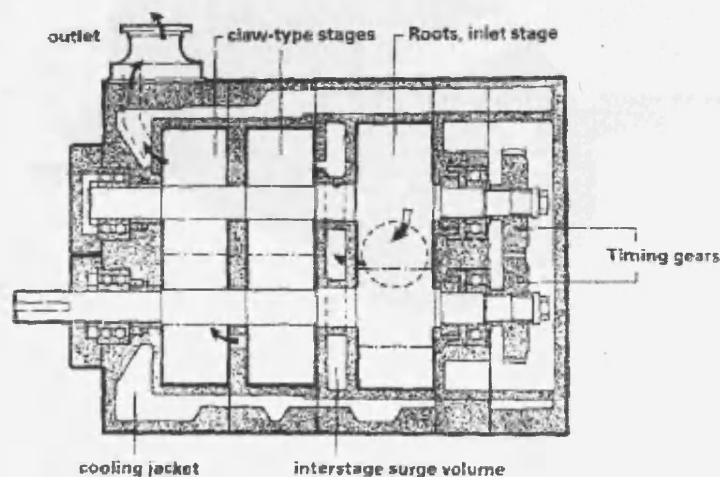 outlet
claw-type stages
Roots, inlet stage
Timing gears
cooling jacket
interstage surge volume